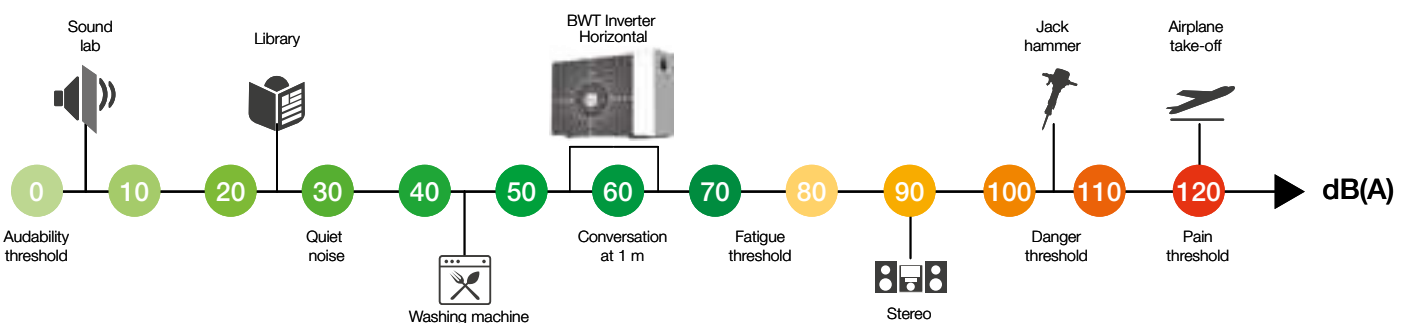 Sound
lab
Library
BWT Inverter
Horizontal
Jack
hammer
Airplane
take-off
0 10 20 30 40 50 60 70 80 90 100 110 120 dB(A)
Audability
threshold
Quiet
noise
Conversation
at 1 m
Fatigue
threshold
Danger
threshold
Pain
threshold
Washing machine
Stereo